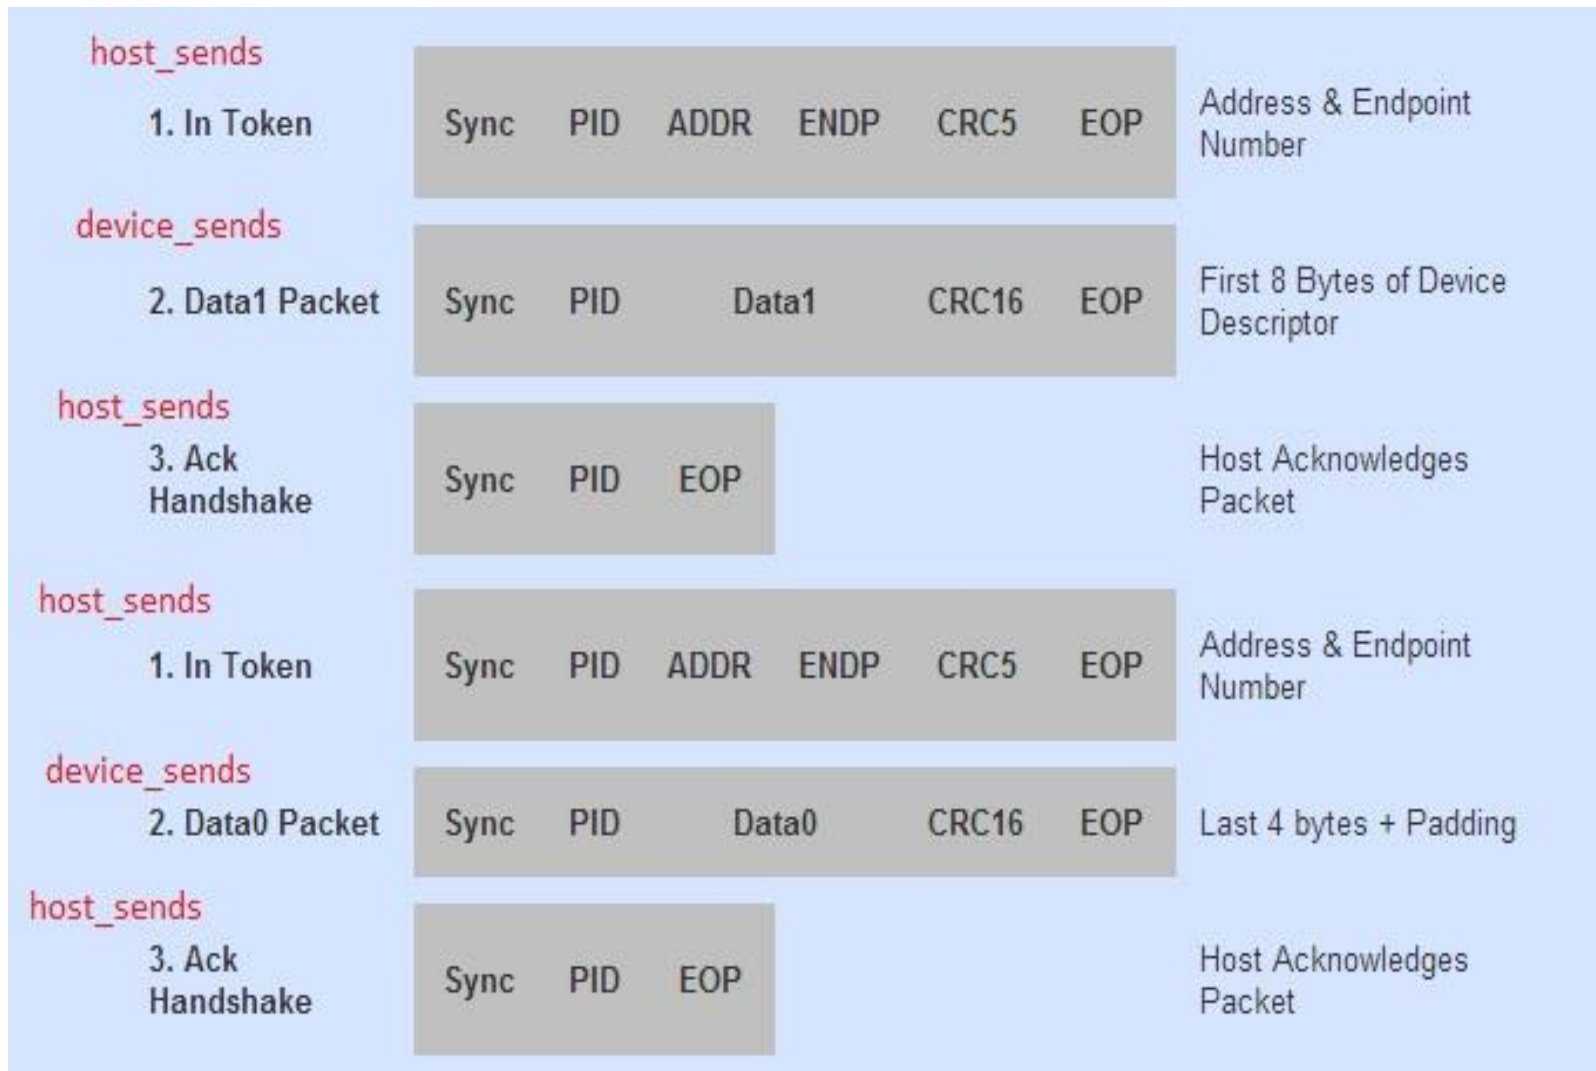 host_sends
1. In Token Sync PID ADDR ENDP CRC5 EOP Address & Endpoint
Number
device_sends
2. Data1 Packet Sync PID Data1 CRC16 EOP First 8 Bytes of Device
Descriptor
host_sends
3. Ack
Handshake
Sync PID EOP
Host Acknowledges
Packet
host_sends
1. In Token Sync PID ADDR ENDP CRC5 EOP Address & Endpoint
Number
device_sends
2. Data0 Packet Sync PID Data0 CRC16 EOP Last 4 bytes + Padding
host_sends
3. Ack
Handshake
Sync PID EOP
Host Acknowledges
Packet